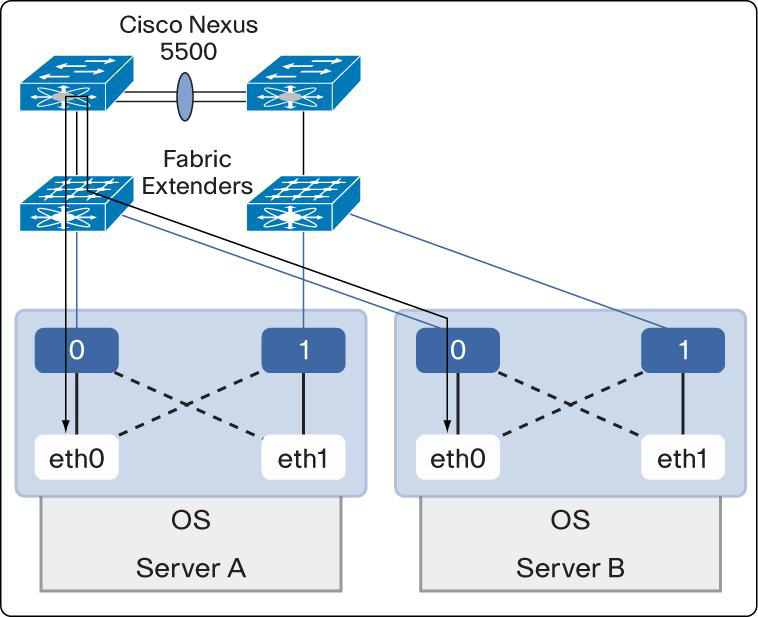 Cisco Nexus
5500
Fabric
Extenders
0
1
0
1
eth0
eth1
eth0
eth1
OS
OS
Server A
Server B